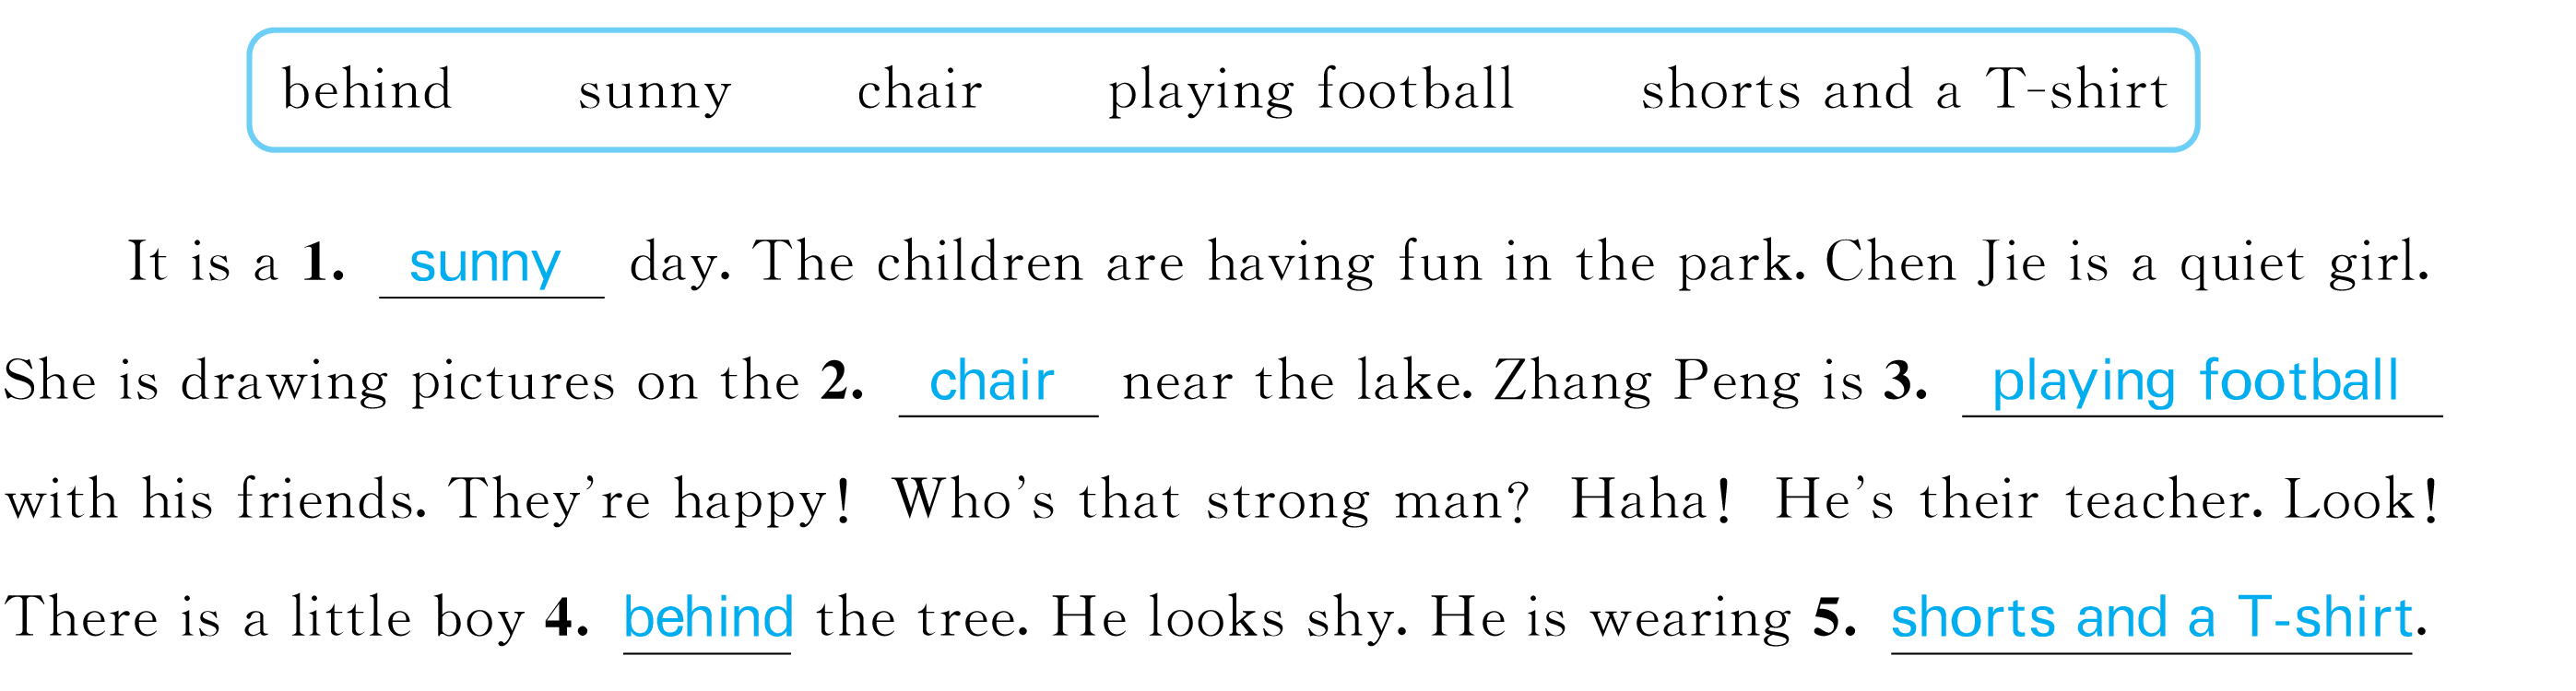 behind sunny chair playing football shorts and a T-shirt
It is a 1. sunny day. The children are having fun in the park. Chen Jie is a quiet girl.
She is drawing pictures on the 2. chair near the lake. Zhang Peng is 3. playing football
with his friends. They're happy! Who's that strong man? Haha! He's their teacher. Look!
There is a little boy 4. behind the tree. He looks shy. He is wearing 5. shorts and a T-shirt.